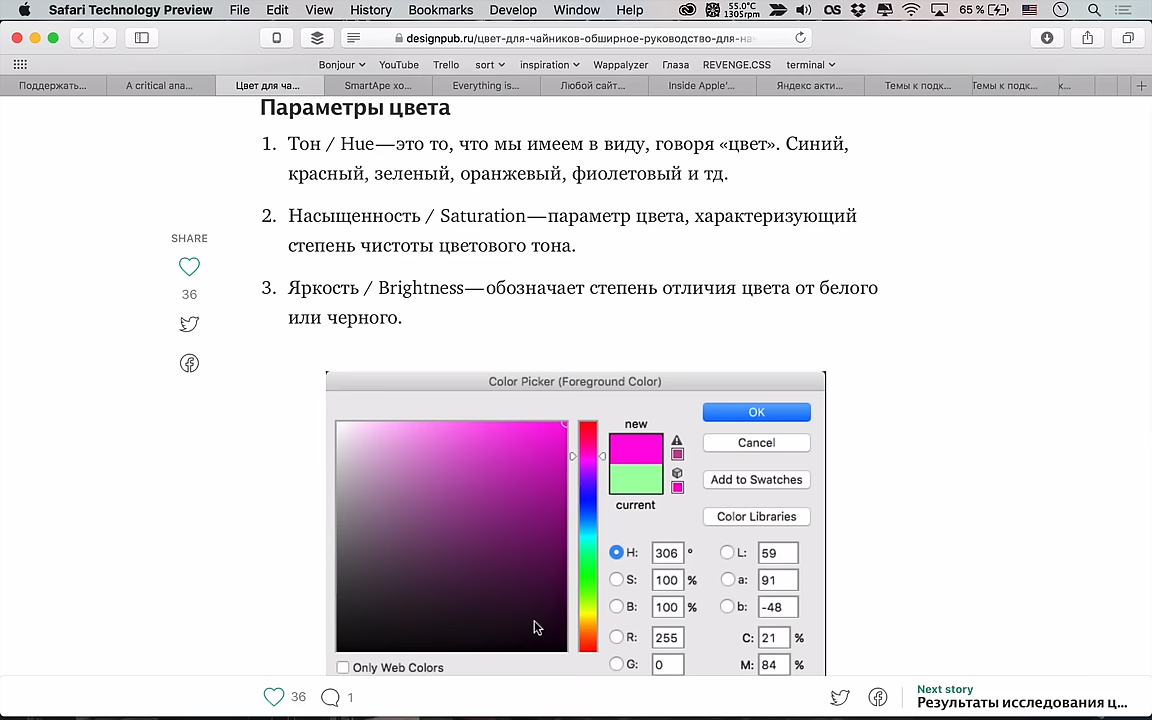 Safari Technology Preview File Edit View History Bookmarks Develop Window Help 55.0°C 1305rpm OS 65 %
designpub.ru/цвет-для-чайников-обширное-руководство-для-на
Bonjour YouTube Trello sort inspiration Wappalyzer Глаза REVENGE.CSS terminal
Поддержать... A critical ana... Цвет для ча... SmartApe хо... Everything is... Любой сайт... Inside Apple'... Яндекс акти... Темы к подк... Темы к подк... к...
Параметры цвета
1. Тон / Hue—это то, что мы имеем в виду, говоря «цвет». Синий,
красный, зеленый, оранжевый, фиолетовый и тд.
2. Насыщенность / Saturation—параметр цвета, характеризующий
степень чистоты цветового тона.
3. Яркость / Brightness—обозначает степень отличия цвета от белого
или черного.
SHARE
36
Color Picker (Foreground Color)
new
current
OK
Cancel
Add to Swatches
Color Libraries
H: 306 ° L: 59
S: 100 % a: 91
B: 100 % b: -48
R: 255 C: 21 %
G: 0 M: 84 %
Only Web Colors
36 1
Next story
Результаты исследования ц...